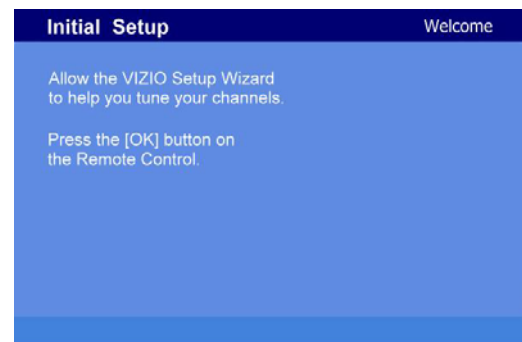 Initial Setup
Welcome
Allow the VIZIO Setup Wizard
to help you tune your channels.
Press the [OK] button on
the Remote Control.